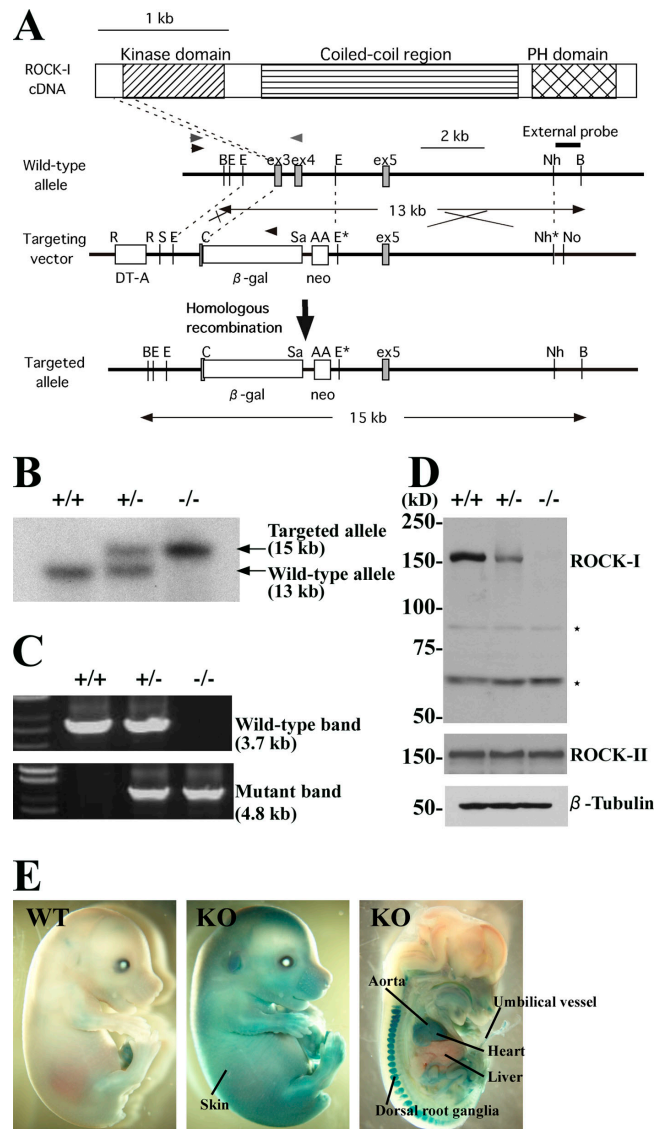 A
1 kb
Kinase domain Coiled-coil region PH domain
ROCK-I
cDNA
2 kb
External probe
Wild-type
allele
BE E ex3 ex4 E ex5 Nh B
13 kb
Targeting
vector
R R S E C Sa AA E* ex5 Nh* No
DT-A β-gal neo
Homologous
recombination
Targeted
allele
BE E C Sa AA E* ex5 Nh B
β-gal neo
15 kb
B
+/+ +/- -/-
Targeted allele
(15 kb)
Wild-type allele
(13 kb)
C
+/+ +/- -/-
Wild-type band
(3.7 kb)
Mutant band
(4.8 kb)
D
(kD) +/+ +/- -/-
250-
150- ROCK-I
100-
*
75-
*
50-
150- ROCK-II
50- β-Tubulin
E
WT KO KO
Aorta
Umbilical vessel
Heart
Liver
Skin
Dorsal root ganglia